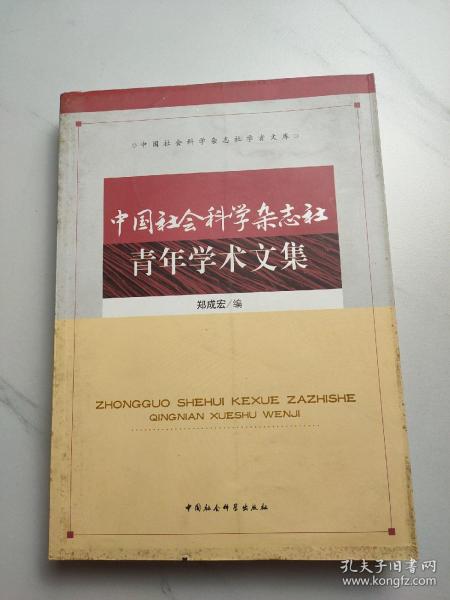 中国社会科学杂志社学者文库
中国社会科学杂志社
青年学术文集
郑成宏/编
ZHONGGUO SHEHUI KEXUE ZAZHISHE
QINGNIAN XUESHU WENJI
中国社会科学出版社
孔夫子旧书网
www.kongfz.com